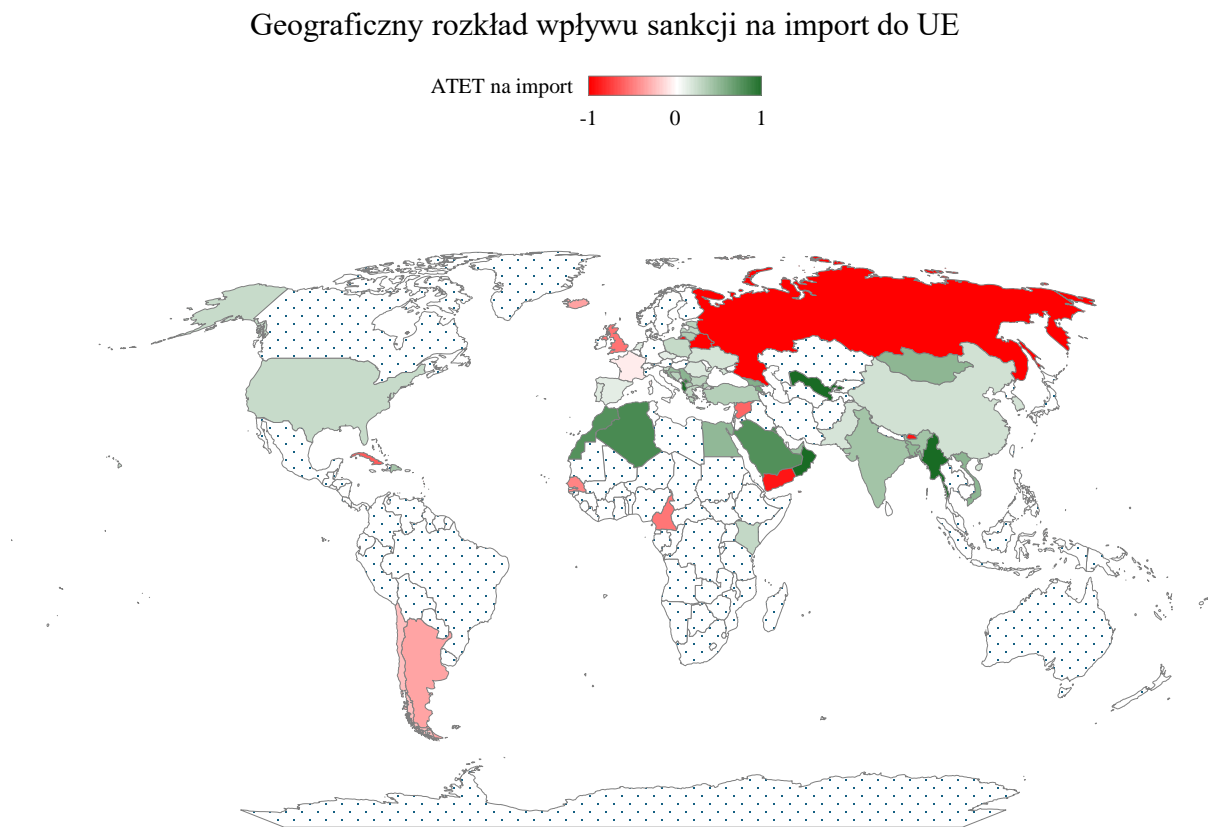 Geograficzny rozkład wpływu sankcji na import do UE
ATET na import
-1 0 1